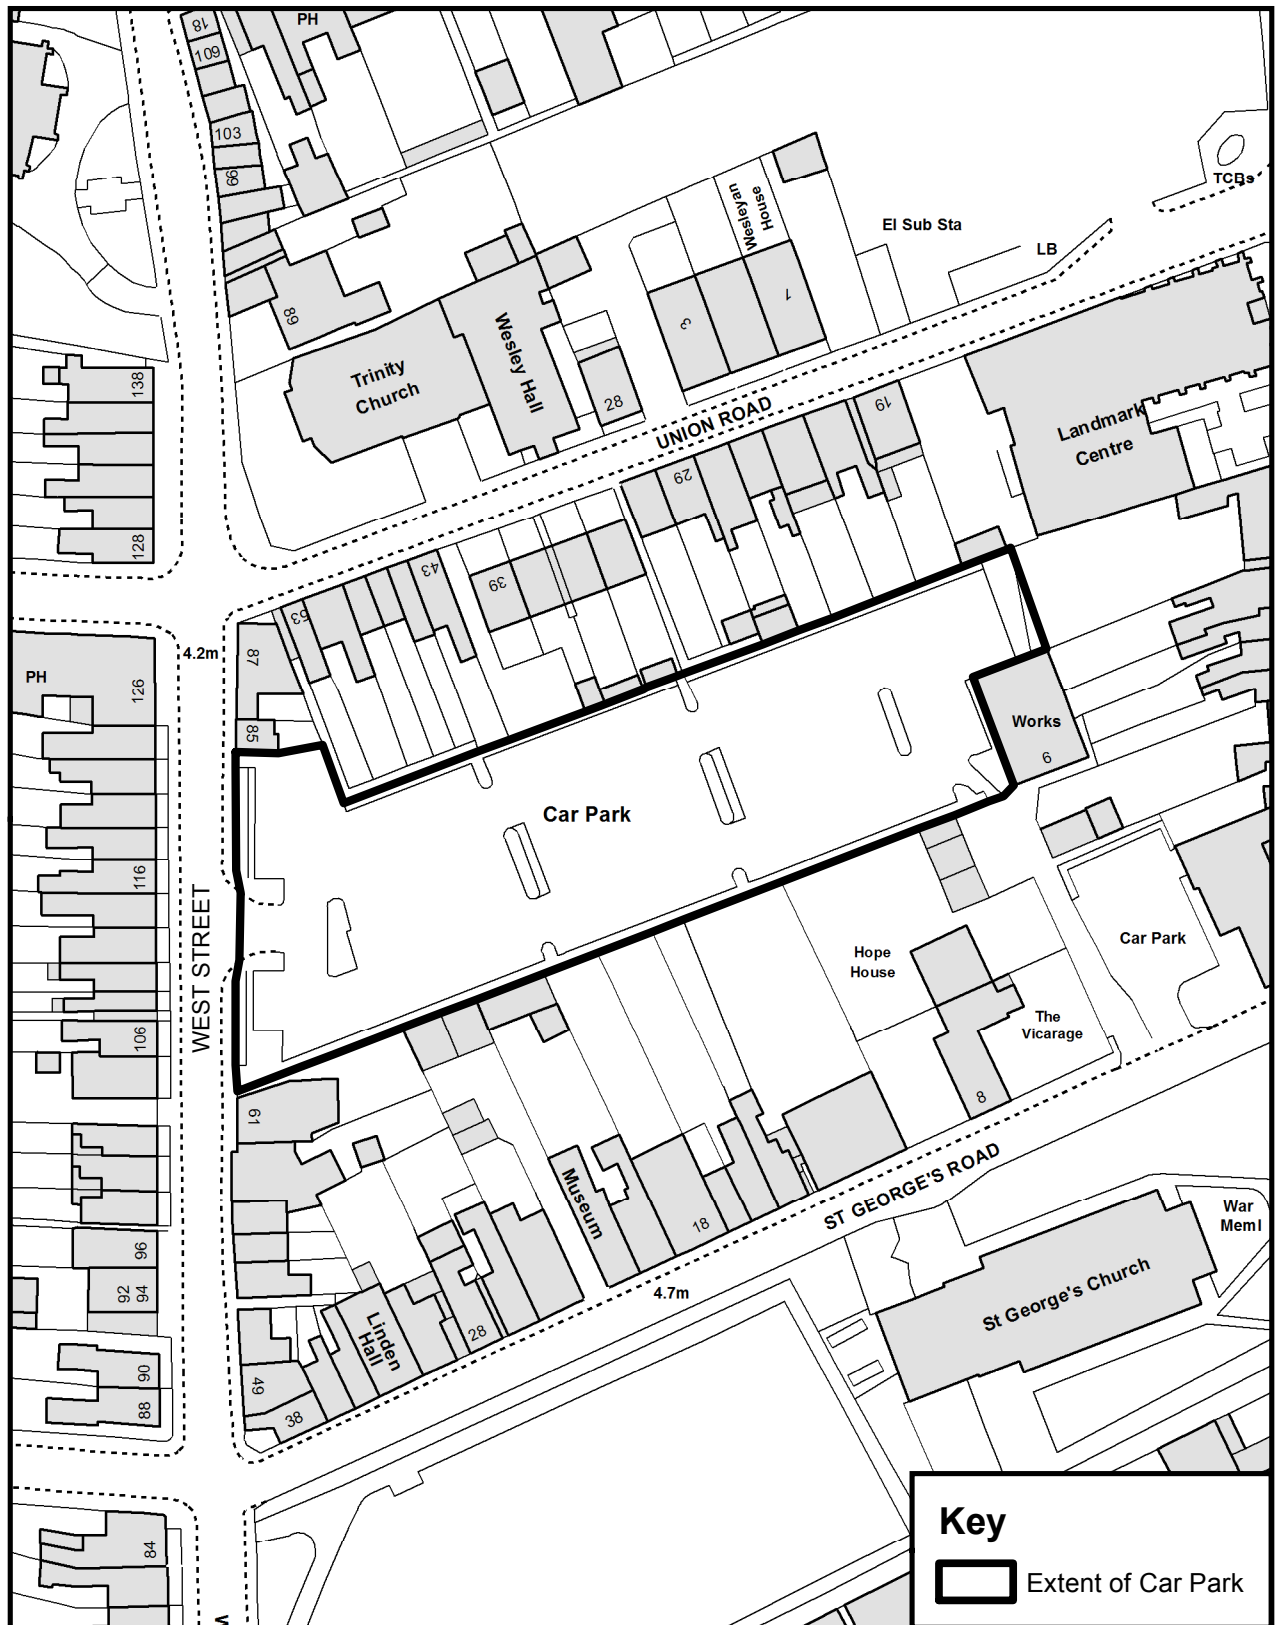 PH
18
109
103
99
TCBs
Wesleyan
House
El Sub Sta
LB
89
3
1
Wesley Hall
Trinity
Church
28
138
UNION ROAD
19
Landmark
Centre
29
128
43
39
53
4.2m
87
PH
126
85
Works
9
Car Park
116
WEST STREET
Hope
House
Car Park
The
Vicarage
106
8
61
Museum
ST GEORGE'S ROAD
18
War
Meml
96
92
94
4.7m
St George's Church
Linden
Hall
28
90
49
88
38
84
Key
Extent of Car Park